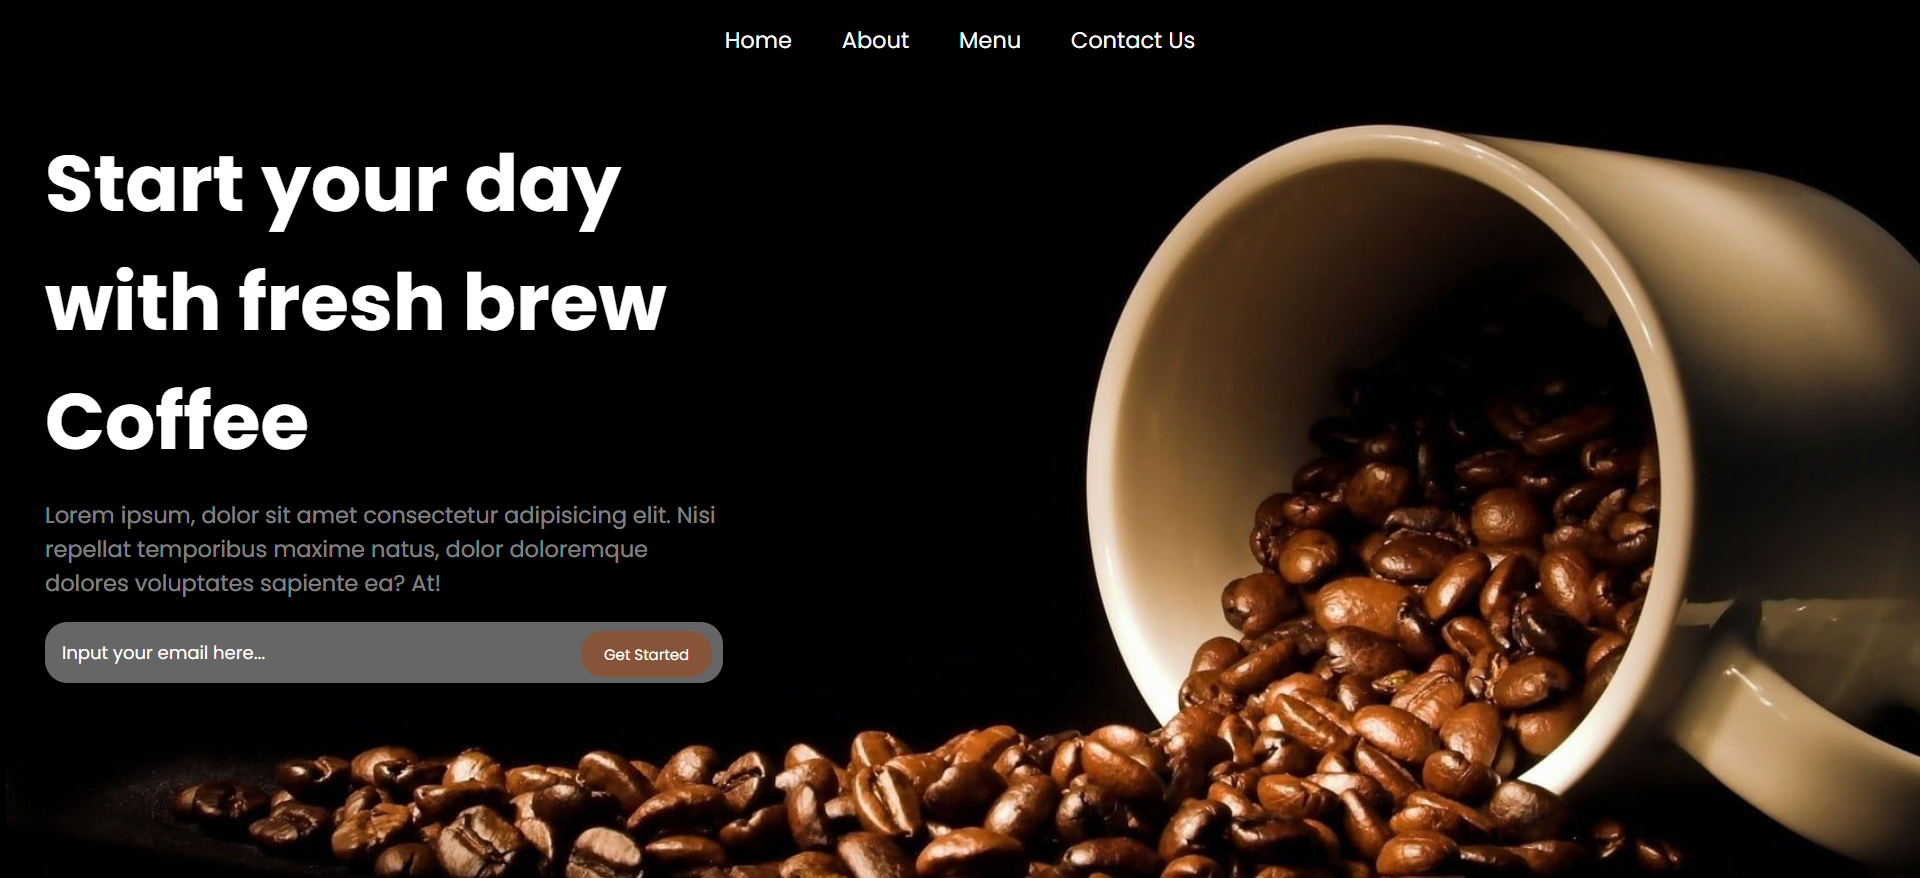 Home About Menu Contact Us
Start your day
with fresh brew
Coffee
Lorem ipsum, dolor sit amet consectetur adipisicing elit. Nisi
repellat temporibus maxime natus, dolor doloremque
dolores voluptates sapiente ea? At!
Input your email here... Get Started